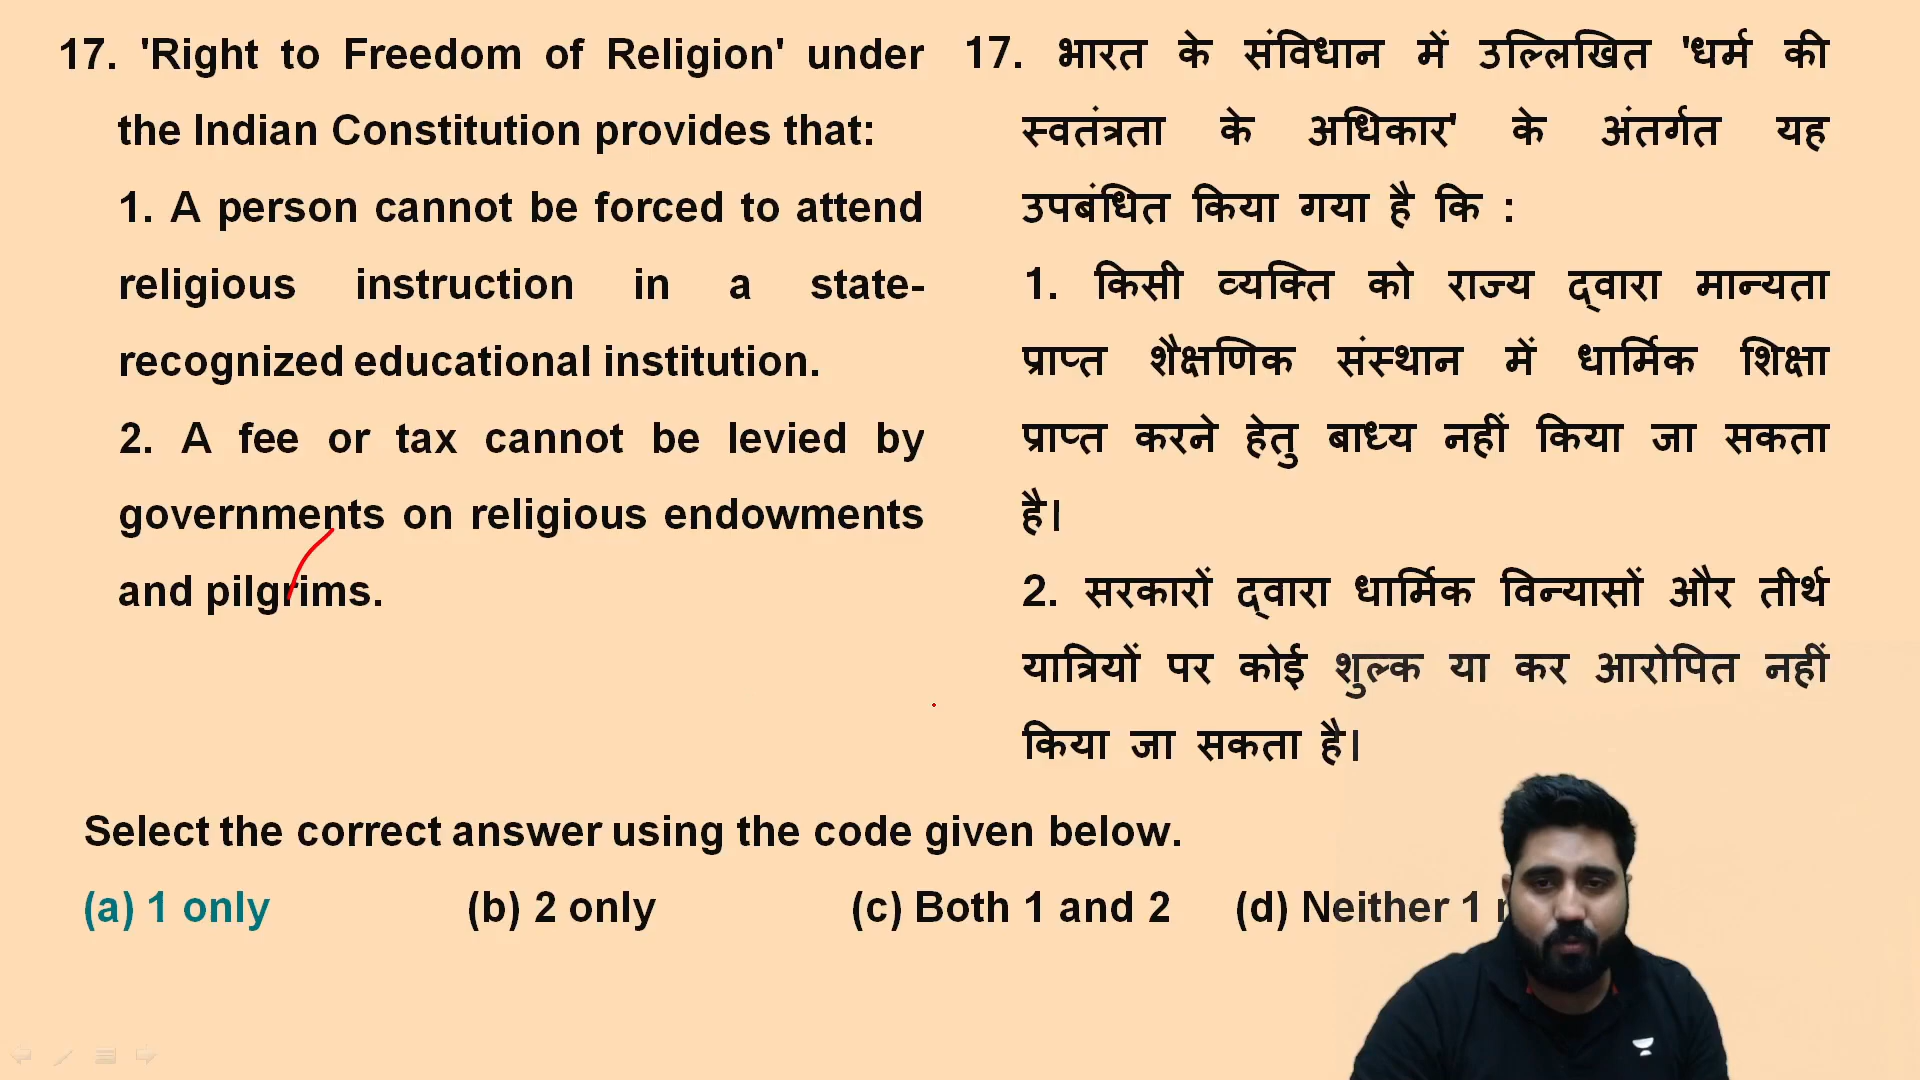 17. 'Right to Freedom of Religion' under
the Indian Constitution provides that:
1. A person cannot be forced to attend
religious instruction in a state-
recognized educational institution.
2. A fee or tax cannot be levied by
governments on religious endowments
and pilgrims.
17. भारत के संविधान में उल्लिखित 'धर्म की
स्वतंत्रता के अधिकार' के अंतर्गत यह
उपबंधित किया गया है कि :
1. किसी व्यक्ति को राज्य द्वारा मान्यता
प्राप्त शैक्षणिक संस्थान में धार्मिक शिक्षा
प्राप्त करने हेतु बाध्य नहीं किया जा सकता
है।
2. सरकारों द्वारा धार्मिक विन्यासों और तीर्थ
यात्रियों पर कोई शुल्क या कर आरोपित नहीं
किया जा सकता है।
Select the correct answer using the code given below.
(a) 1 only (b) 2 only (c) Both 1 and 2 (d) Neither 1